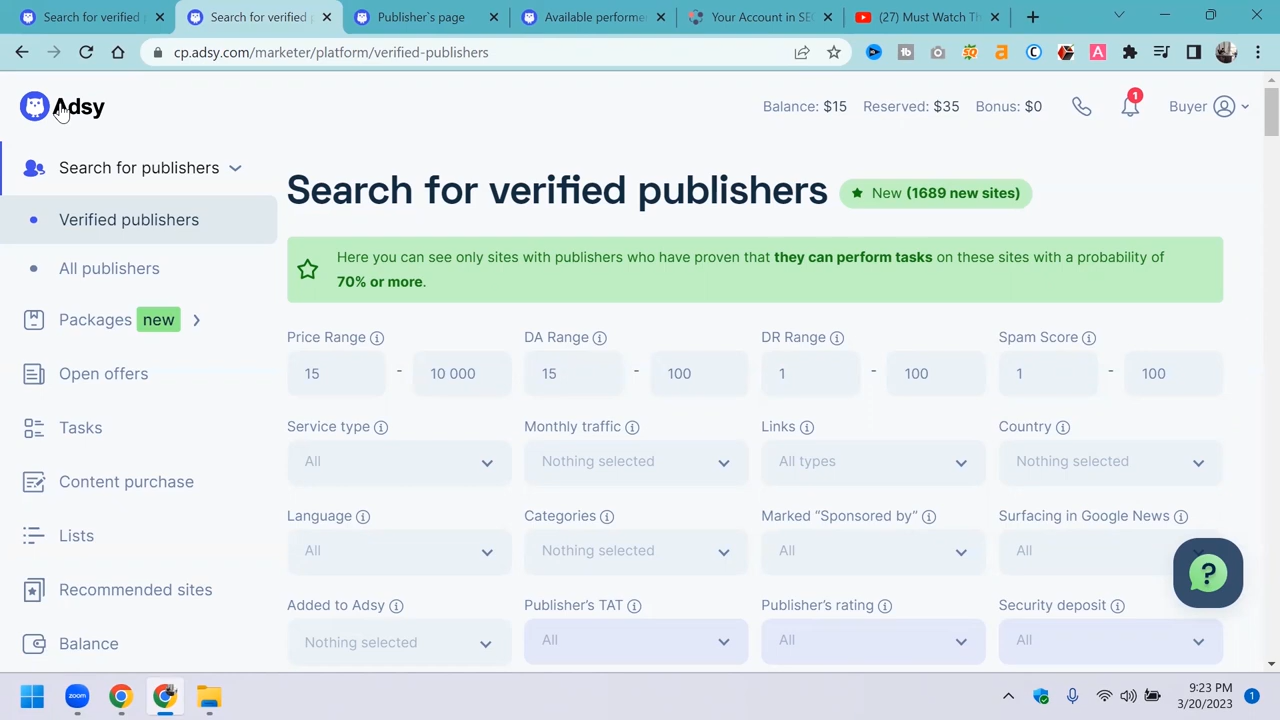 Search for verified p
Search for verified p
Publisher's page
Available performe
Your Account in SE
(27) Must Watch Th
cp.adsy.com/marketer/platform/verified-publishers
Adsy
Balance: $15 Reserved: $35 Bonus: $0
1
Buyer
Search for publishers
Verified publishers
All publishers
Packages new
Open offers
Tasks
Content purchase
Lists
Recommended sites
Balance
Search for verified publishers
New (1689 new sites)
Here you can see only sites with publishers who have proven that they can perform tasks on these sites with a probability of
70% or more.
Price Range DA Range DR Range Spam Score
15 - 10 000 15 - 100 1 - 100 1 - 100
Service type Monthly traffic Links Country
All Nothing selected All types Nothing selected
Language Categories Marked “Sponsored by” Surfacing in Google News
All Nothing selected All All
Added to Adsy Publisher's TAT Publisher's rating Security deposit
Nothing selected All All All
zoom
9:23 PM
3/20/2023
1